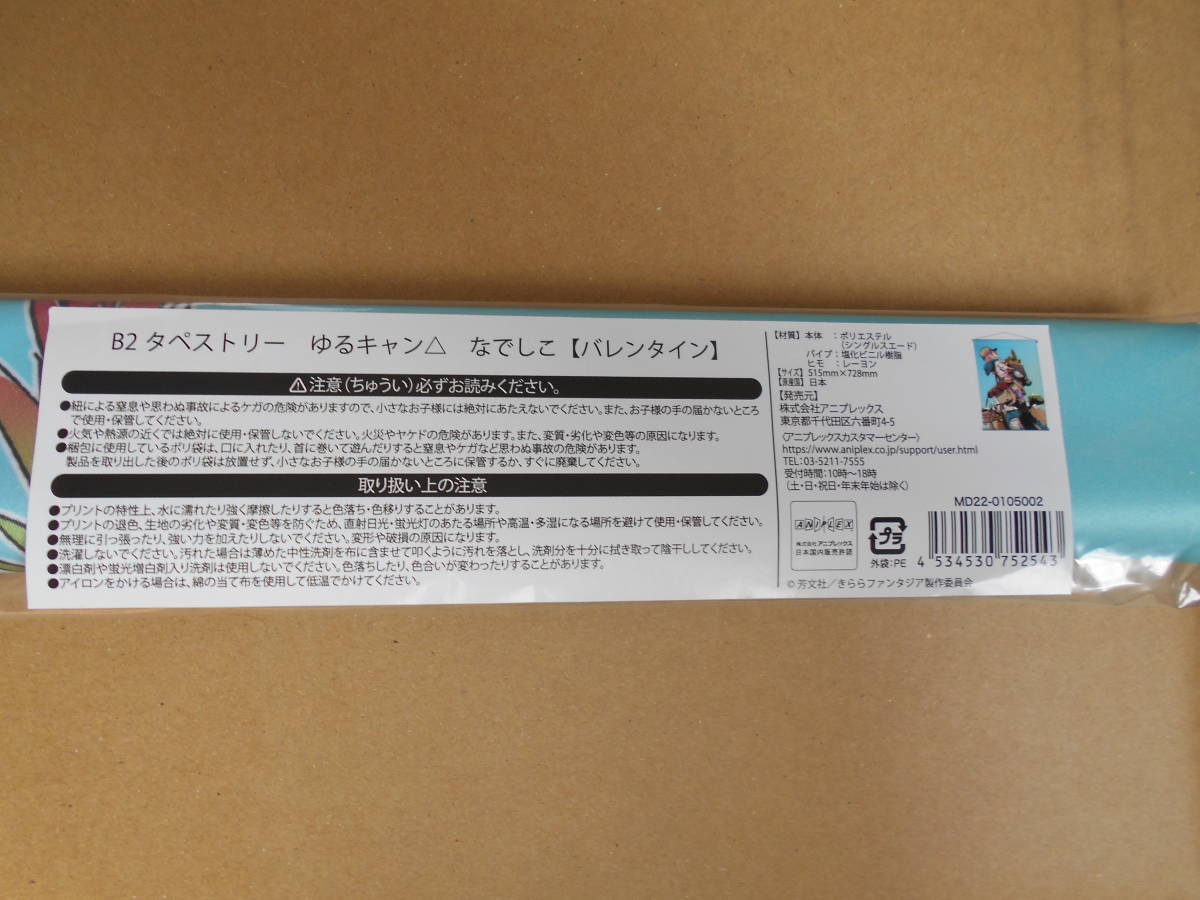 B2 タペストリー　ゆるキャン△　なでしこ【バレンタイン】
⚠注意（ちゅうい）必ずお読みください。
●紐による窒息や思わぬ事故によるケガの危険がありますので、小さなお子様には絶対にあたえないでください。また、お子様の手の届かないところ
で使用・保管してください。
●火気や熱源の近くでは絶対に使用・保管しないでください。火災やヤケドの危険があります。また、変質・劣化や変色等の原因になります。
●梱包に使用しているポリ袋は、口に入れたり、首に巻いて遊んだりすると窒息やケガなど思わぬ事故の危険があります。
製品を取り出した後のポリ袋は放置せず、小さなお子様の手の届かないところに保管するか、すぐに廃棄してください。
取り扱い上の注意
●プリントの特性上、水に濡れたり強く摩擦したりすると色落ち・色移りすることがあります。
●プリントの退色、生地の劣化や変質・変色等を防ぐため、直射日光・蛍光灯のあたる場所や高温・多湿になる場所を避けて使用・保管してください。
●無理に引っ張ったり、強い力を加えたりしないでください。変形や破損の原因になります。
●洗濯しないでください。汚れた場合は薄めた中性洗剤を布に含ませて叩くように汚れを落とし、洗剤分を十分に拭き取って陰干ししてください。
●漂白剤や蛍光増白剤入り洗剤は使用しないでください。色落ちしたり、色合いが変わったりすることがあります。
●アイロンをかける場合は、綿の当て布を使用して低温でかけてください。
【材質】本体　：ポリエステル
（シングルスエード）
パイプ：塩化ビニル樹脂
ヒモ　：レーヨン
【サイズ】515mm×728mm
【原産国】日本
【発売元】
株式会社アニプレックス
東京都千代田区六番町4-5
〈アニプレックスカスタマーセンター〉
https://www.aniplex.co.jp/support/user.html
TEL：03-5211-7555
受付時間：10時～18時
（土・日・祝日・年末年始は除く）
MD22-0105002
ANIPLEX
株式会社アニプレックス
日本国内販売許諾
プラ
外袋：PE
4 534530 752543
©芳文社／きららファンタジア製作委員会